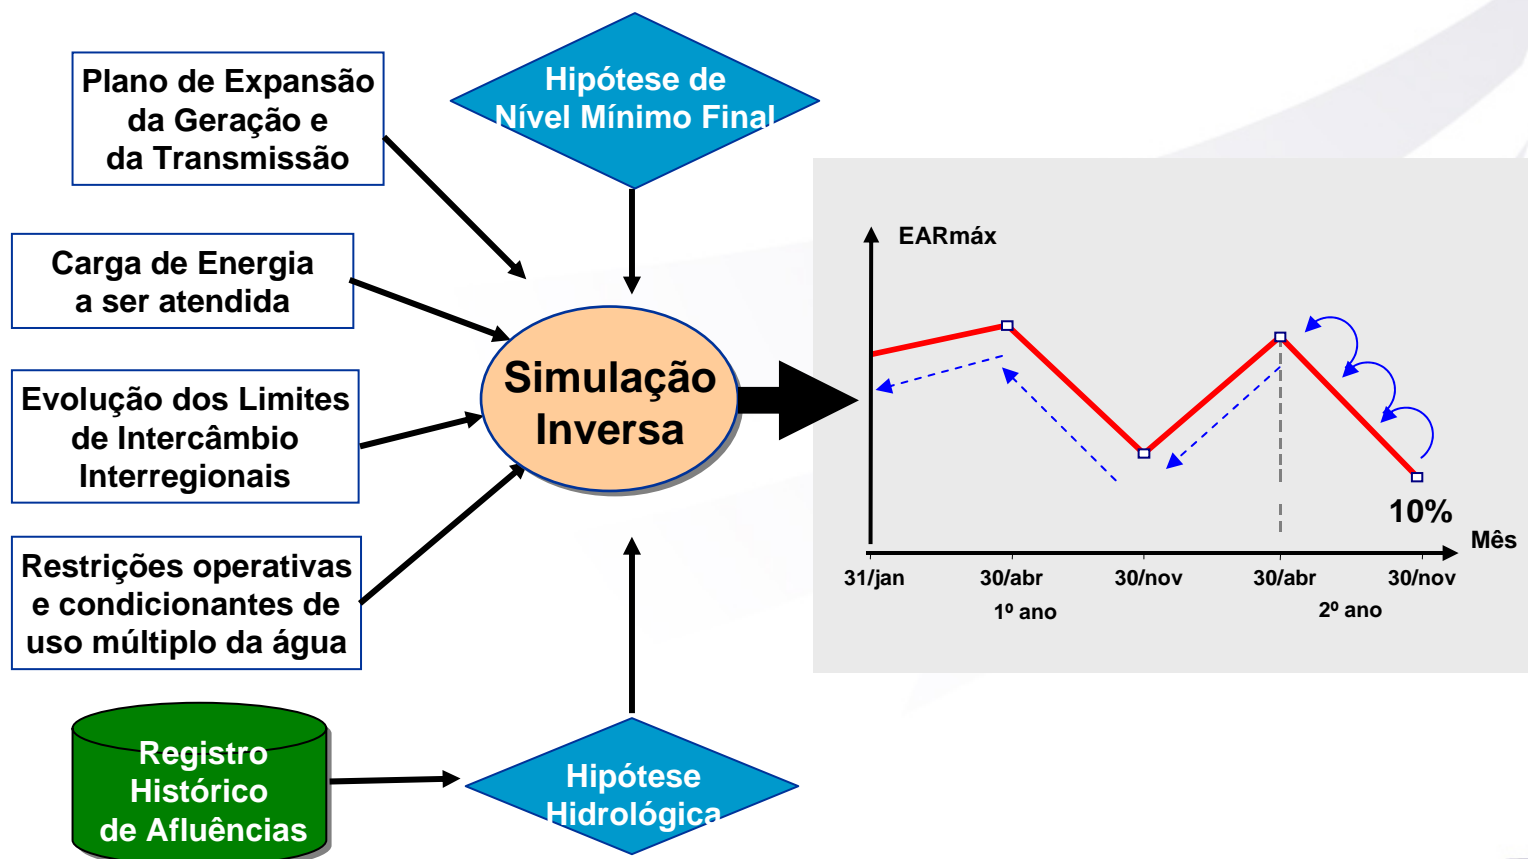 Plano de Expansão
da Geração e
da Transmissão
Hipótese de
Nível Mínimo Final
Carga de Energia
a ser atendida
Evolução dos Limites
de Intercâmbio
Interregionais
Restrições operativas
e condicionantes de
uso múltiplo da água
Registro
Histórico
de Afluências
Hipótese
Hidrológica
Simulação
Inversa
EARmáx
10%
Mês
31/jan 30/abr 30/nov 30/abr 30/nov
1º ano 2º ano